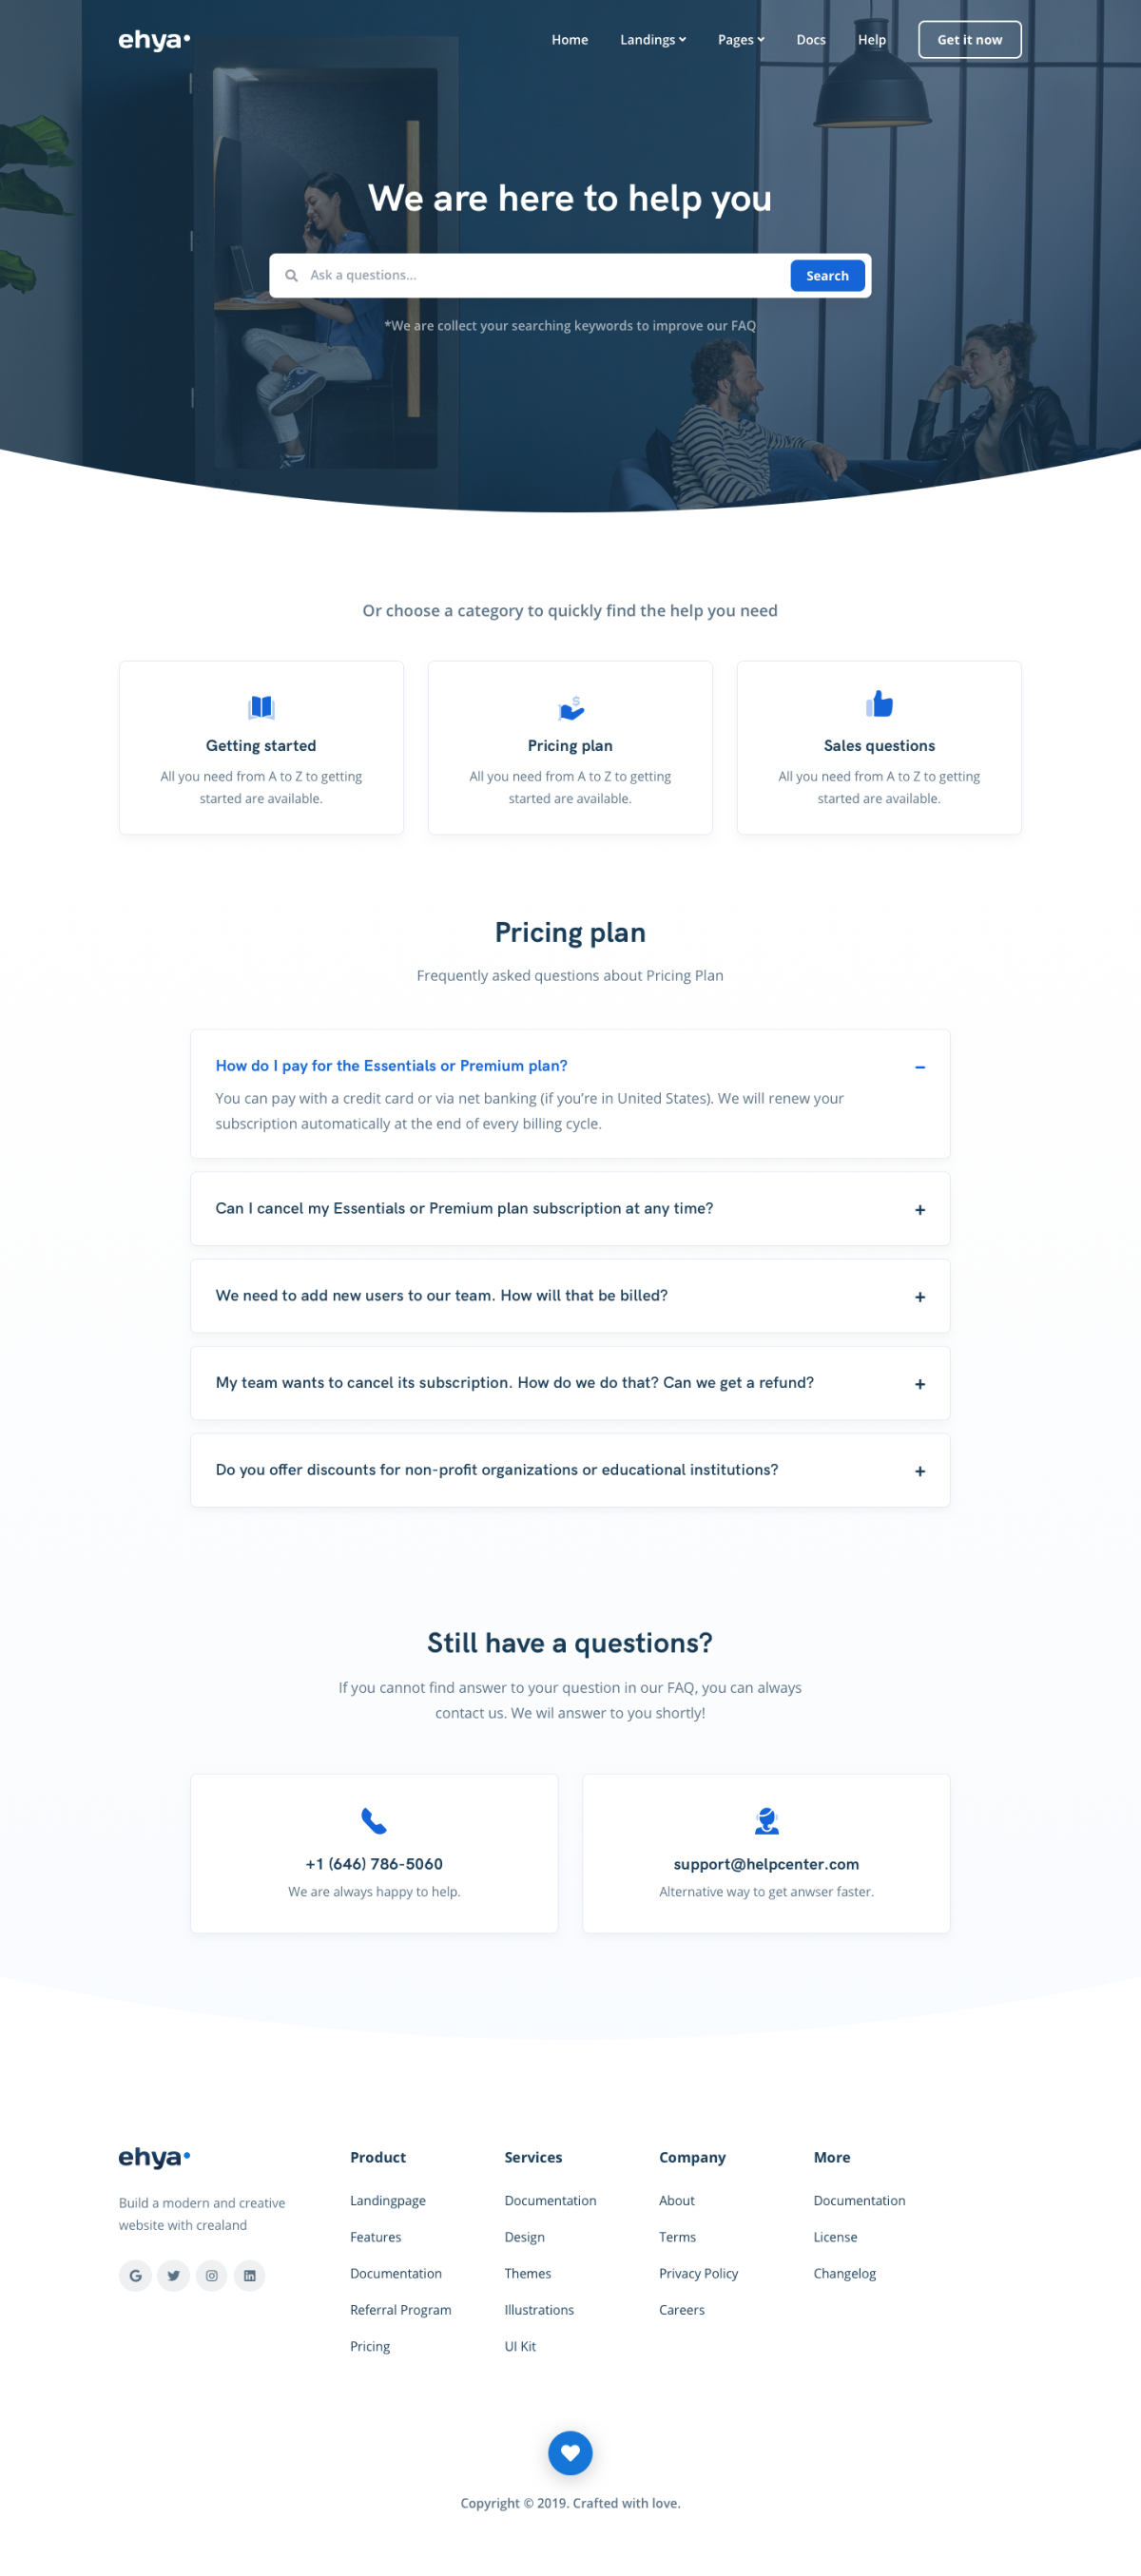 ehya
Home Landings Pages Docs Help Get it now
We are here to help you
Ask a questions... Search
*We are collect your searching keywords to improve our FAQ
Or choose a category to quickly find the help you need
Getting started
All you need from A to Z to getting
started are available.
Pricing plan
All you need from A to Z to getting
started are available.
Sales questions
All you need from A to Z to getting
started are available.
Pricing plan
Frequently asked questions about Pricing Plan
How do I pay for the Essentials or Premium plan?
You can pay with a credit card or via net banking (if you're in United States). We will renew your
subscription automatically at the end of every billing cycle.
Can I cancel my Essentials or Premium plan subscription at any time?
We need to add new users to our team. How will that be billed?
My team wants to cancel its subscription. How do we do that? Can we get a refund?
Do you offer discounts for non-profit organizations or educational institutions?
Still have a questions?
If you cannot find answer to your question in our FAQ, you can always
contact us. We wil answer to you shortly!
+1 (646) 786-5060
We are always happy to help.
support@helpcenter.com
Alternative way to get anwser faster.
ehya
Build a modern and creative
website with crealand
Product
Landingpage
Features
Documentation
Referral Program
Pricing
Services
Documentation
Design
Themes
Illustrations
UI Kit
Company
About
Terms
Privacy Policy
Careers
More
Documentation
License
Changelog
Copyright © 2019. Crafted with love.